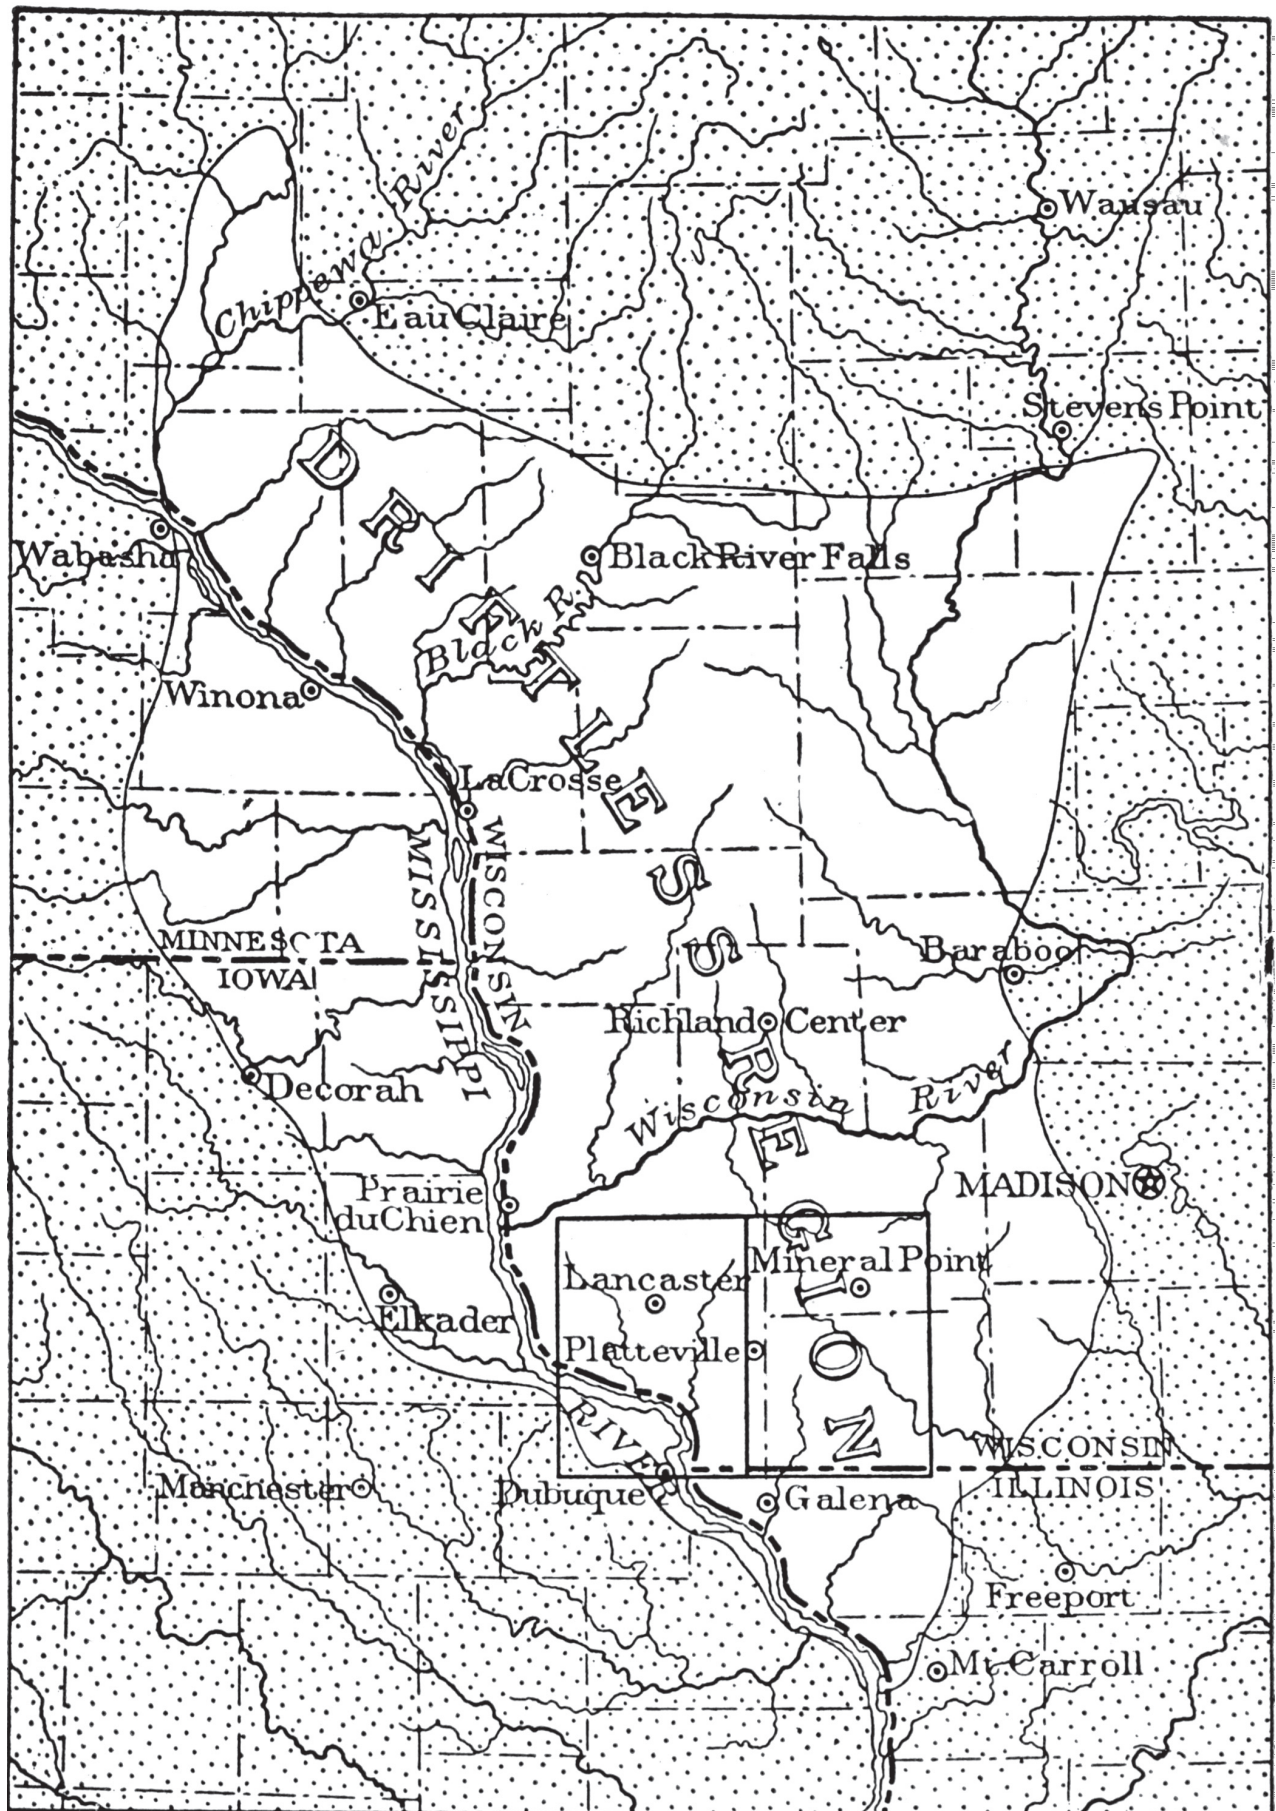 Wausau
Chippewa River
Eau Claire
Stevens Point
DRIFTLESS REGION
Wabasha
Black River Falls
Black R.
Winona
La Crosse
MISSISSIPPI
WISCONSIN
MINNESOTA
IOWA
Baraboo
Richland Center
Decorah
Wisconsin River
Prairie
du Chien
MADISON
Lancaster
Mineral Point
Elkader
Platteville
RIVER
WISCONSIN
ILLINOIS
Manchester
Dubuque
Galena
Freeport
Mt. Carroll